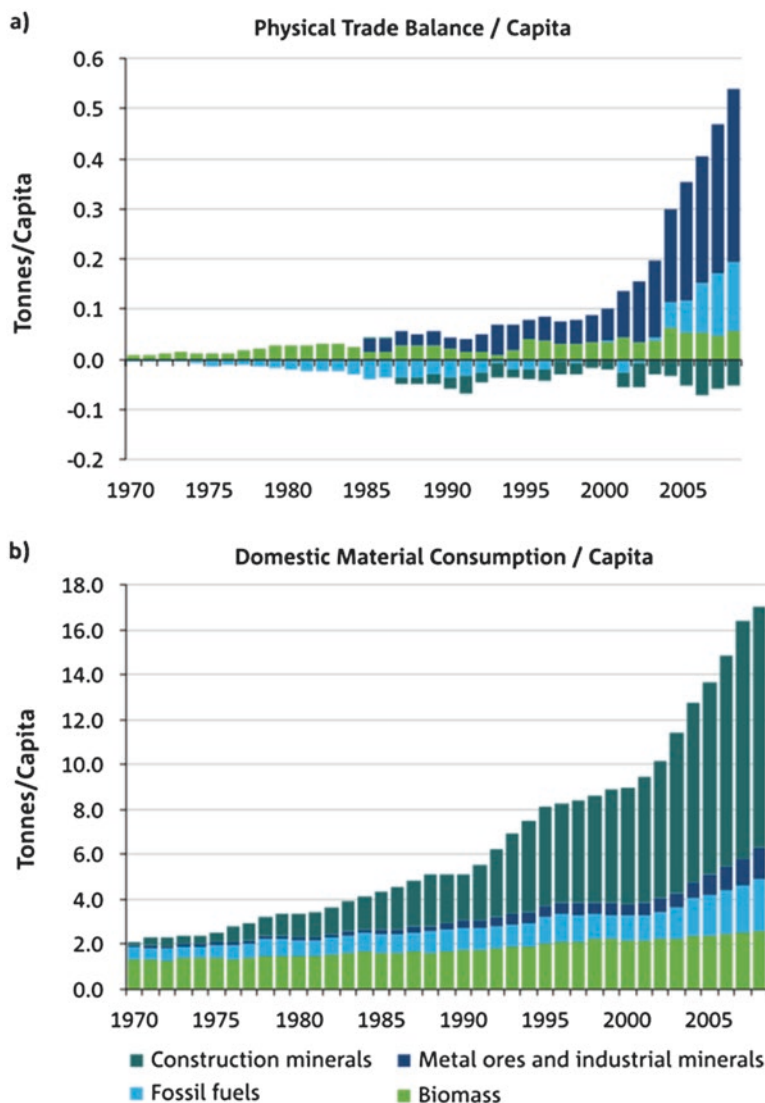 a)
Physical Trade Balance / Capita
0.6
0.5
0.4
0.3
0.2
0.1
0.0
-0.1
-0.2
Tonnes/Capita
1970 1975 1980 1985 1990 1995 2000 2005
b)
Domestic Material Consumption / Capita
18.0
16.0
14.0
12.0
10.0
8.0
6.0
4.0
2.0
0.0
Tonnes/Capita
1970 1975 1980 1985 1990 1995 2000 2005
Construction minerals Metal ores and industrial minerals
Fossil fuels Biomass